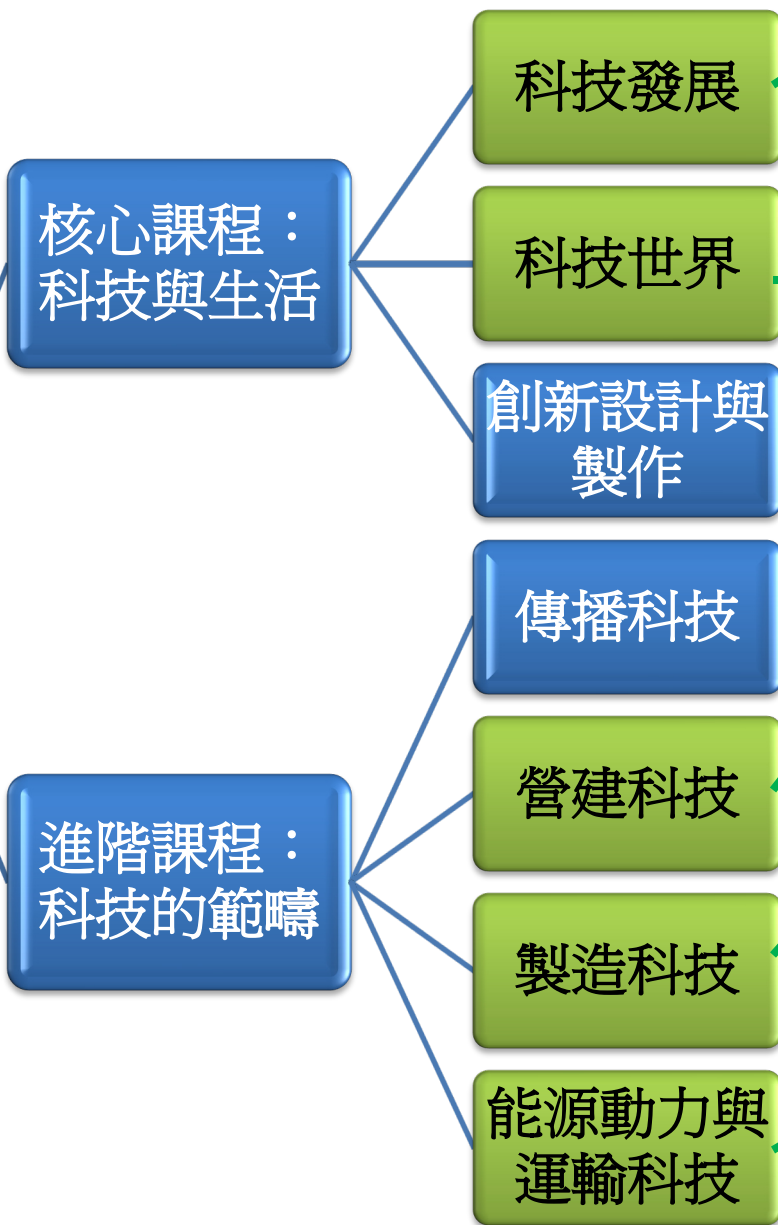 核心課程：
科技與生活
科技發展
科技世界
創新設計與
製作
進階課程：
科技的範疇
傳播科技
營建科技
製造科技
能源動力與
運輸科技